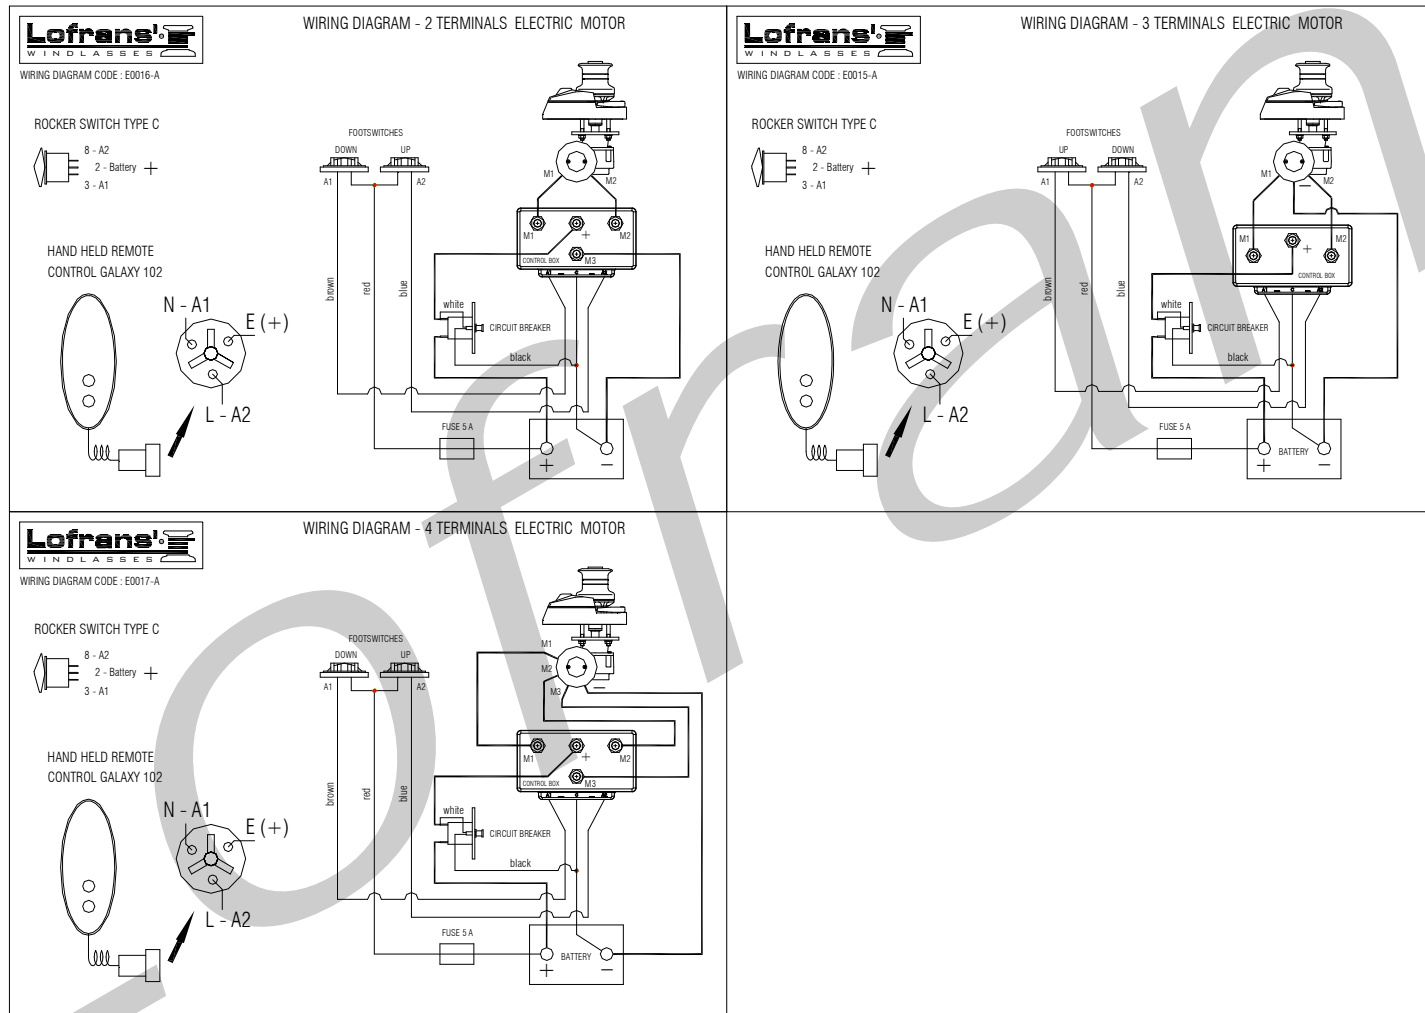 Lofrans'
WINDLASSES
WIRING DIAGRAM - 2 TERMINALS ELECTRIC MOTOR
WIRING DIAGRAM CODE : E0016-A
ROCKER SWITCH TYPE C
8 - A2
2 - Battery +
3 - A1
FOOTSWITCHES
DOWN UP
A1 A2
M1 M2
M1 + M2
CONTROL BOX M3
A1 - C - A2
HAND HELD REMOTE
CONTROL GALAXY 102
brown red blue
white
N - A1
E (+)
CIRCUIT BREAKER
black
L - A2
FUSE 5 A
+ -
Lofrans'
WINDLASSES
WIRING DIAGRAM - 3 TERMINALS ELECTRIC MOTOR
WIRING DIAGRAM CODE : E0015-A
ROCKER SWITCH TYPE C
8 - A2
2 - Battery +
3 - A1
FOOTSWITCHES
UP DOWN
A1 A2
M1 - M2
M1 + M2
CONTROL BOX
HAND HELD REMOTE
CONTROL GALAXY 102
brown red blue
white
N - A1
E (+)
CIRCUIT BREAKER
black
L - A2
FUSE 5 A
BATTERY
+ -
Lofrans'
WINDLASSES
WIRING DIAGRAM - 4 TERMINALS ELECTRIC MOTOR
WIRING DIAGRAM CODE : E0017-A
ROCKER SWITCH TYPE C
8 - A2
2 - Battery +
3 - A1
FOOTSWITCHES
DOWN UP
A1 A2
M1
M2
M3 -
M1 + M2
CONTROL BOX M3
HAND HELD REMOTE
CONTROL GALAXY 102
brown red blue
white
N - A1
E (+)
CIRCUIT BREAKER
black
L - A2
FUSE 5 A
BATTERY
+ -